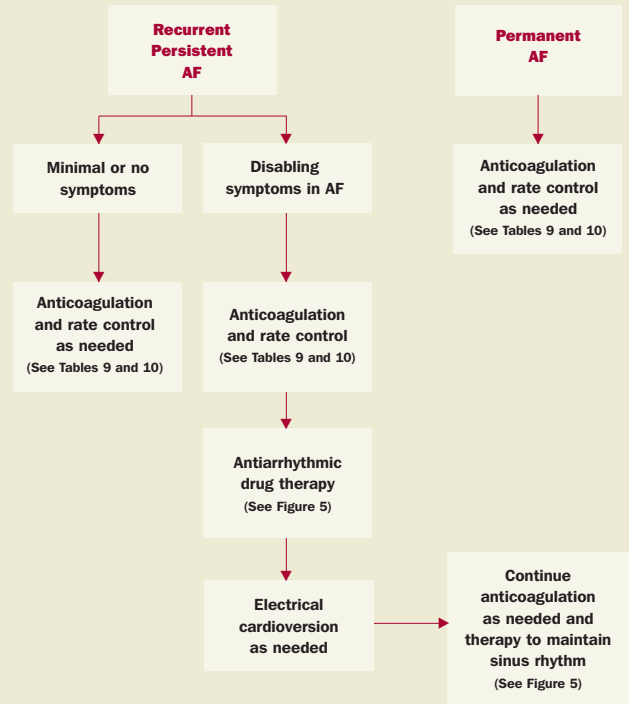 Recurrent
Persistent
AF
Permanent
AF
Minimal or no
symptoms
Disabling
symptoms in AF
Anticoagulation
and rate control
as needed
(See Tables 9 and 10)
Anticoagulation
and rate control
as needed
(See Tables 9 and 10)
Anticoagulation
and rate control
(See Tables 9 and 10)
Antiarrhythmic
drug therapy
(See Figure 5)
Electrical
cardioversion
as needed
Continue
anticoagulation
as needed and
therapy to maintain
sinus rhythm
(See Figure 5)